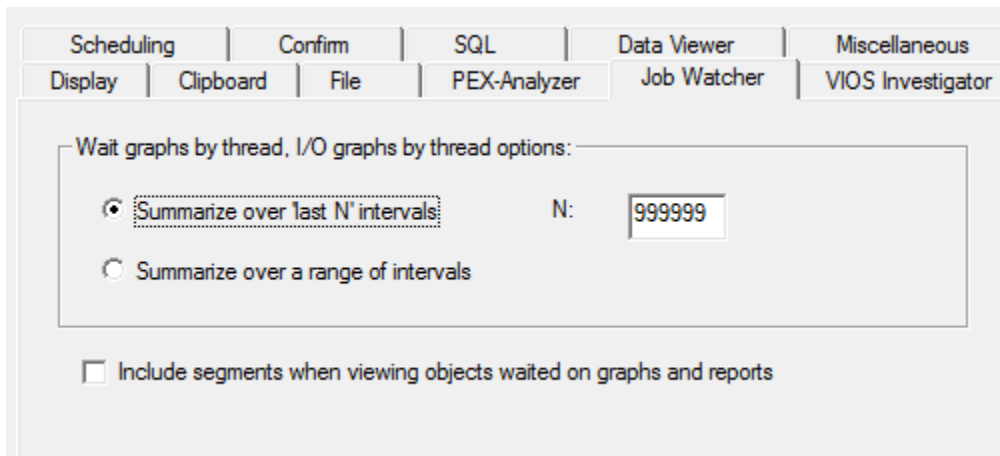 Scheduling Confirm SQL Data Viewer Miscellaneous
Display Clipboard File PEX-Analyzer Job Watcher VIOS Investigator
Wait graphs by thread, I/O graphs by thread options:
Summarize over 'last N' intervals N: 999999
Summarize over a range of intervals
Include segments when viewing objects waited on graphs and reports